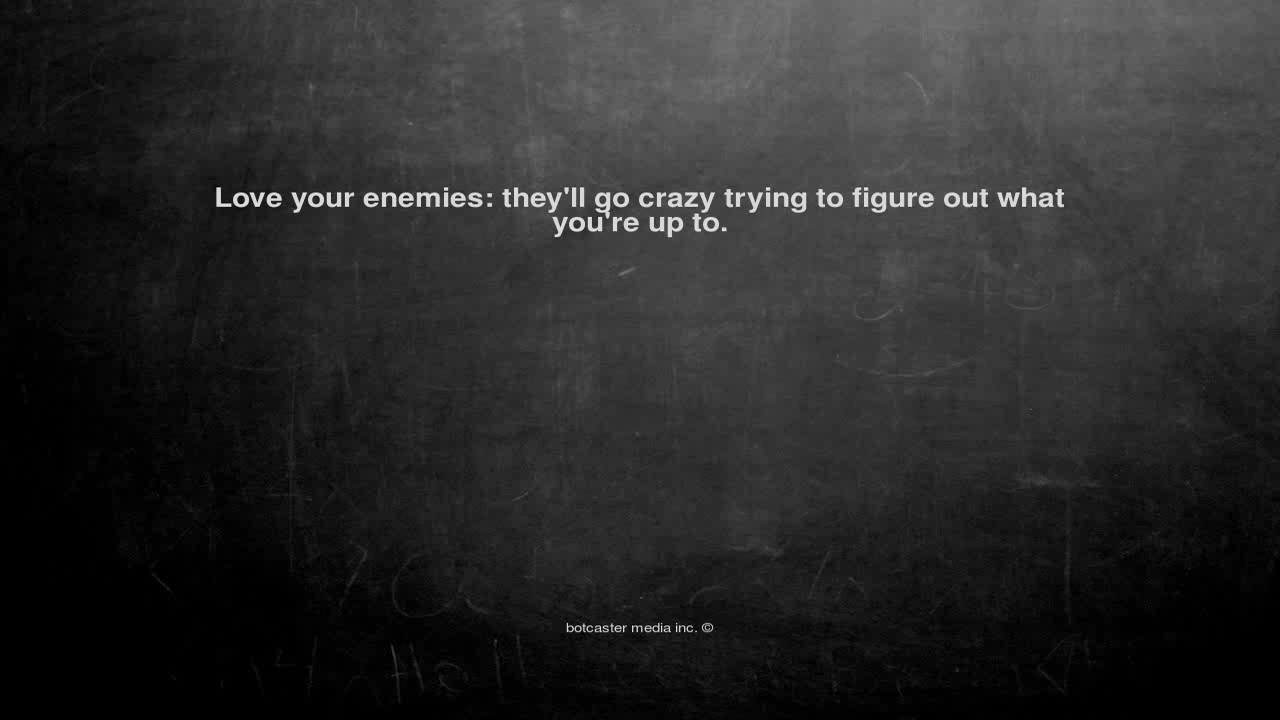 Love your enemies: they'll go crazy trying to figure out what
you're up to.
botcaster media inc. ©